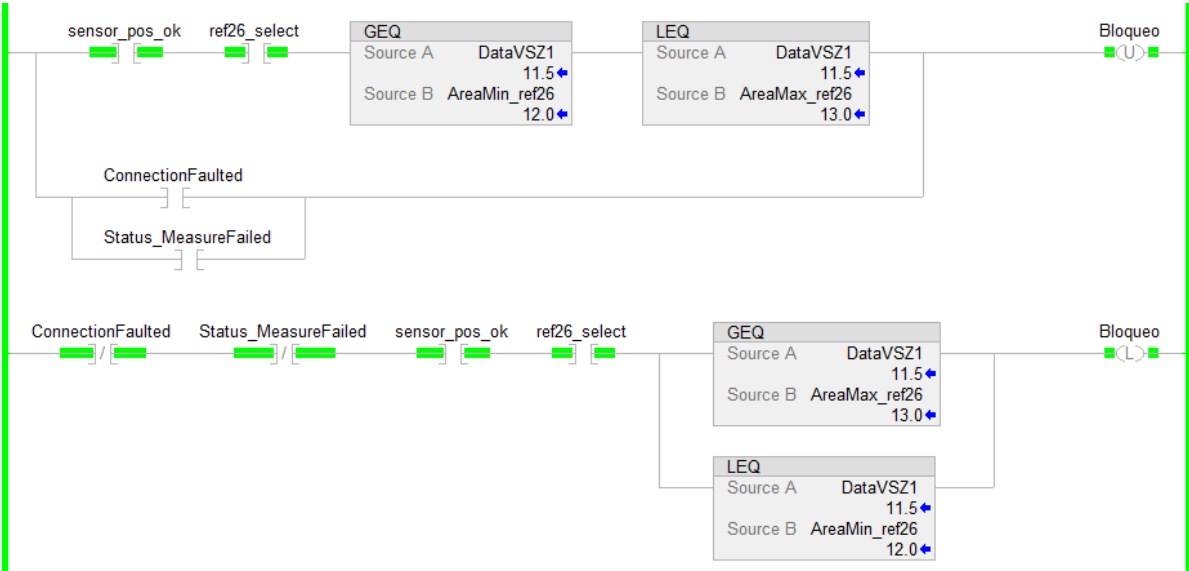 sensor_pos_ok ref26_select GEQ LEQ Bloqueo
Source A DataVSZ1 Source A DataVSZ1 U
11.5 11.5
Source B AreaMin_ref26 Source B AreaMax_ref26
12.0 13.0
ConnectionFaulted
Status_MeasureFailed
ConnectionFaulted Status_MeasureFailed sensor_pos_ok ref26_select GEQ Bloqueo
/ / Source A DataVSZ1 L
11.5
Source B AreaMax_ref26
13.0
LEQ
Source A DataVSZ1
11.5
Source B AreaMin_ref26
12.0